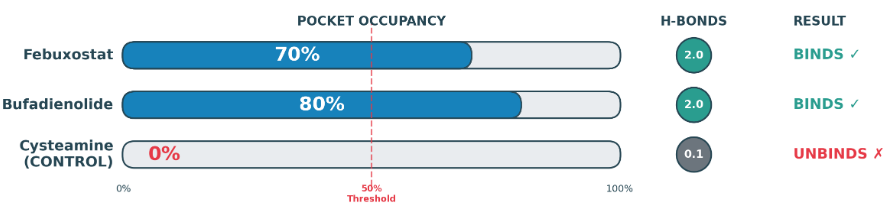 POCKET OCCUPANCY H-BONDS RESULT
Febuxostat 70% 2.0 BINDS ✓
Bufadienolide 80% 2.0 BINDS ✓
Cysteamine
(CONTROL) 0% 0.1 UNBINDS ✗
0% 50% 100%
Threshold